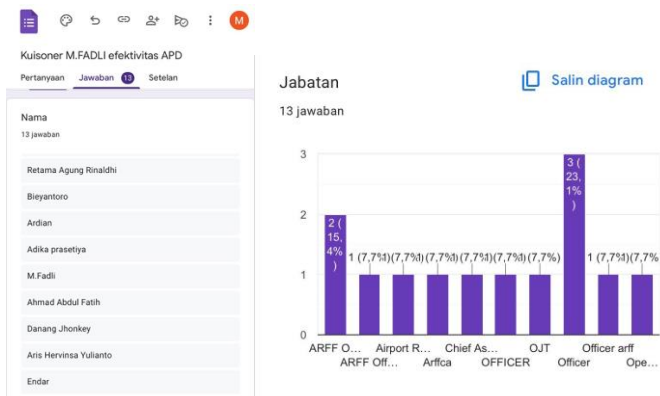 M
Kuisoner M.FADLI efektivitas APD
Pertanyaan Jawaban 13 Setelan
Nama
13 jawaban
Retama Agung Rinaldhi
Bieyantoro
Ardian
Adika prasetiya
M.Fadli
Ahmad Abdul Fatih
Danang Jhonkey
Aris Hervinsa Yulianto
Endar
Jabatan
Salin diagram
13 jawaban
3
2
1
0
2 (
15,
4%
)
1 (7,7%)
3 (
23,
1%
)
1 (7,7%
ARFF O...
ARFF Off...
Airport R...
Arffca
Chief As...
OFFICER
OJT
Officer
Officer arff
Ope...